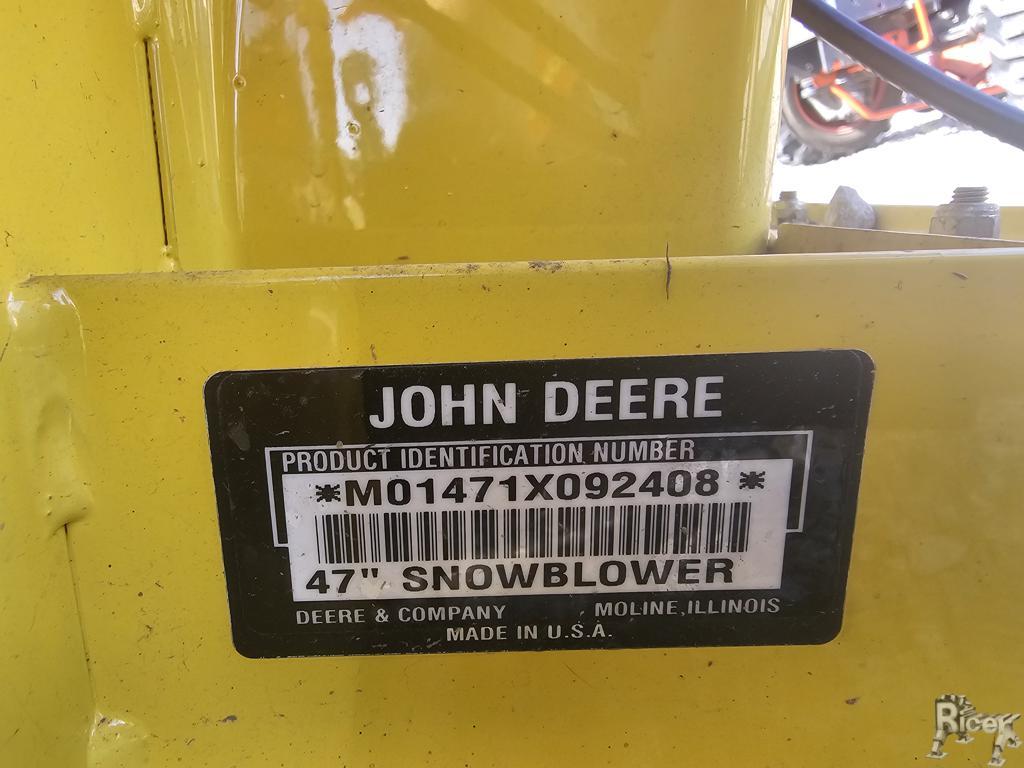 JOHN DEERE
PRODUCT IDENTIFICATION NUMBER
*M01471X092408 *
47" SNOWBLOWER
DEERE & COMPANY , MOLINE, ILLINOIS
MADE IN U.S.A.
Ricer